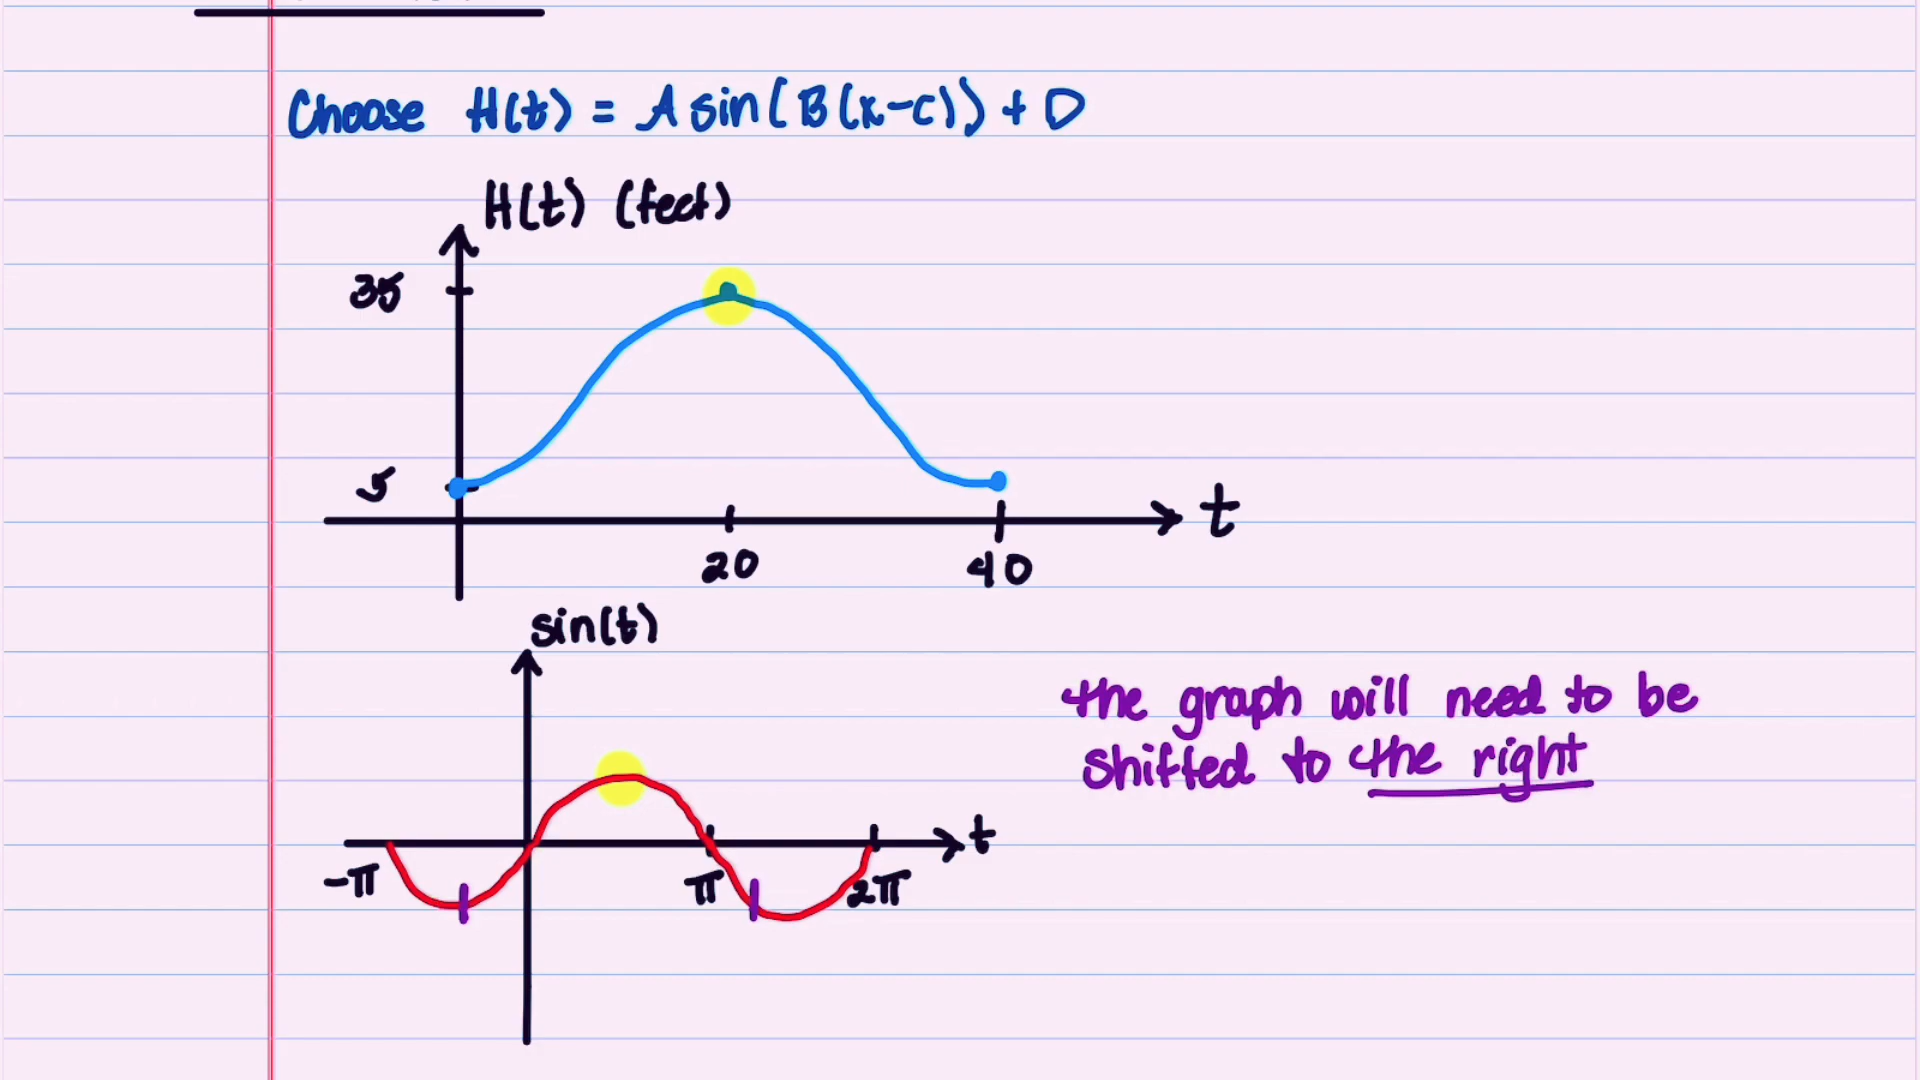 Choose H(t) = A sin(B(x-c)) + D
H(t) (feet)
35
5
t
20
40
sin(t)
the graph will need to be
shifted to the right
t
-π
π
2π